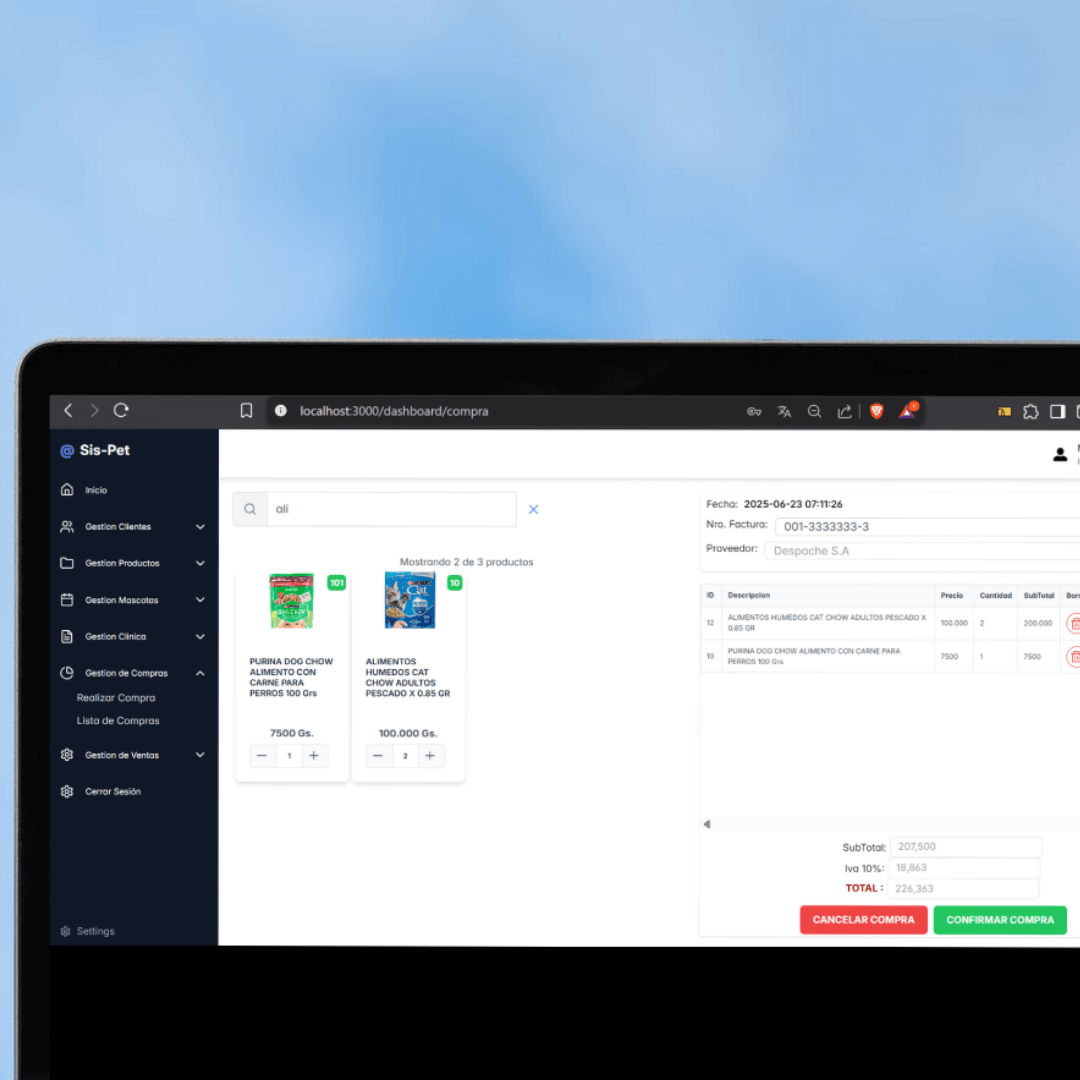 localhost:3000/dashboard/compra
@ Sis-Pet
Inicio
Gestion Clientes
Gestion Productos
Gestion Mascotas
Gestion Clinica
Gestion de Compras
Realizar Compra
Lista de Compras
Gestion de Ventas
Cerrar Sesión
Settings
ali
Mostrando 2 de 3 productos
101
PURINA DOG CHOW
ALIMENTO CON
CARNE PARA
PERROS 100 Grs
7500 Gs.
1
10
ALIMENTOS
HUMEDOS CAT
CHOW ADULTOS
PESCADO X 0.85 GR
100.000 Gs.
2
Fecha: 2025-06-23 07:11:26
Nro. Factura: 001-3333333-3
Proveedor: Despache S.A
ID Descripcion Precio Cantidad SubTotal
12 ALIMENTOS HUMEDOS CAT CHOW ADULTOS PESCADO X 100.000 2 200.000
0.85 GR
10 PURINA DOG CHOW ALIMENTO CON CARNE PARA 7500 1 7500
PERROS 100 Grs
SubTotal: 207,500
Iva 10%: 18,863
TOTAL : 226,363
CANCELAR COMPRA CONFIRMAR COMPRA